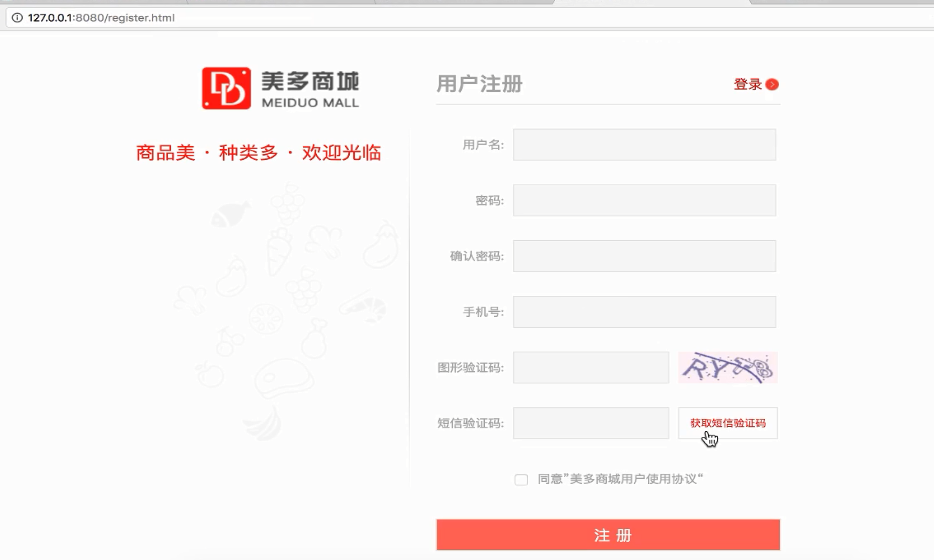 127.0.0.1:8080/register.html
美多商城
MEIDUO MALL
商品美 · 种类多 · 欢迎光临
用户注册
登录
用户名:
密码:
确认密码:
手机号:
图形验证码:
短信验证码:
获取短信验证码
同意”美多商城用户使用协议“
注 册